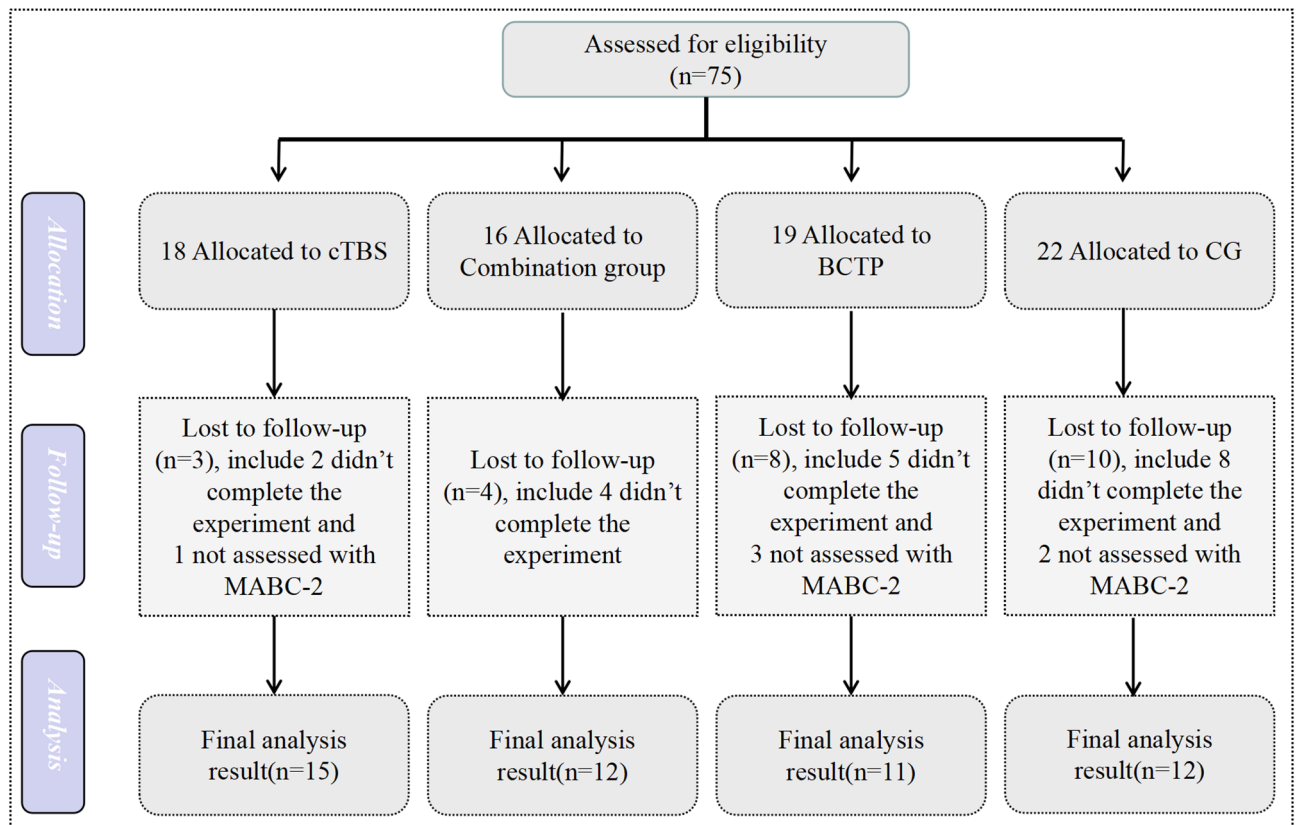 Assessed for eligibility
(n=75)
Allocation
18 Allocated to cTBS
16 Allocated to
Combination group
19 Allocated to
BCTP
22 Allocated to CG
Follow-up
Lost to follow-up
(n=3), include 2 didn’t
complete the
experiment and
1 not assessed with
MABC-2
Lost to follow-up
(n=4), include 4 didn’t
complete the
experiment
Lost to follow-up
(n=8), include 5 didn’t
complete the
experiment and
3 not assessed with
MABC-2
Lost to follow-up
(n=10), include 8
didn’t complete the
experiment and
2 not assessed with
MABC-2
Analysis
Final analysis
result(n=15)
Final analysis
result(n=12)
Final analysis
result(n=11)
Final analysis
result(n=12)